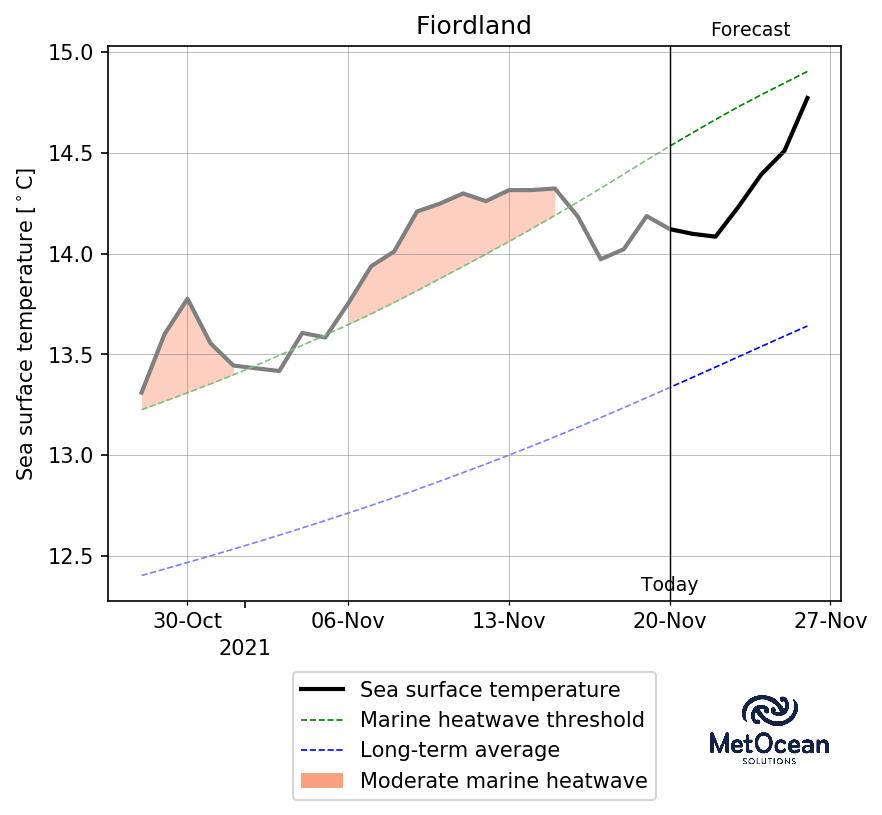 Fiordland
Forecast
Sea surface temperature [°C]
15.0
14.5
14.0
13.5
13.0
12.5
Today
30-Oct 06-Nov 13-Nov 20-Nov 27-Nov
2021
Sea surface temperature
Marine heatwave threshold
Long-term average
Moderate marine heatwave
MetOcean
SOLUTIONS